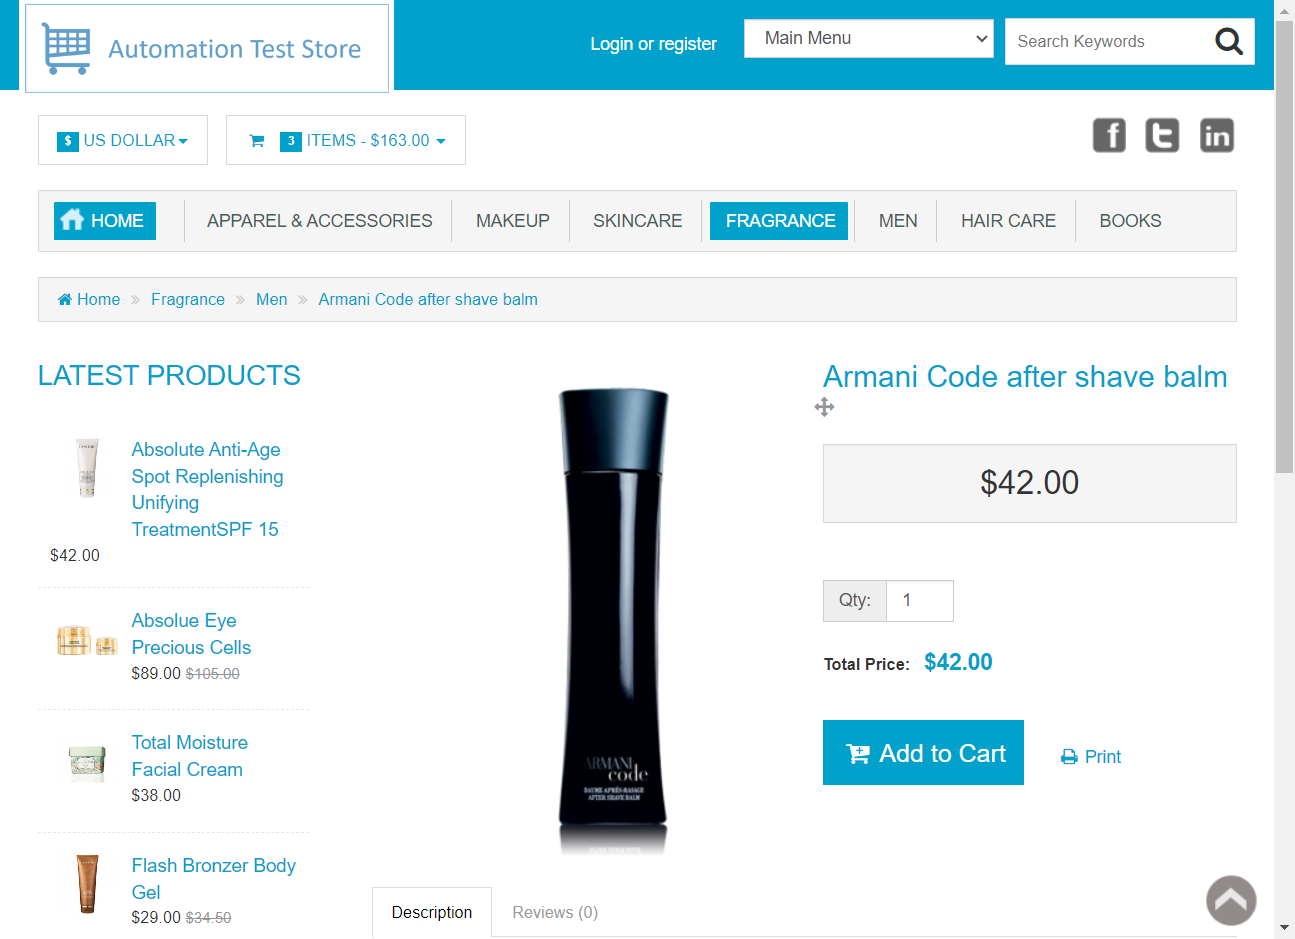 Automation Test Store
Login or register
Main Menu
Search Keywords
$ US DOLLAR
3 ITEMS - $163.00
f t in
HOME
APPAREL & ACCESSORIES
MAKEUP
SKINCARE
FRAGRANCE
MEN
HAIR CARE
BOOKS
Home » Fragrance » Men » Armani Code after shave balm
LATEST PRODUCTS
Absolute Anti-Age
Spot Replenishing
Unifying
TreatmentSPF 15
$42.00
Absolue Eye
Precious Cells
$89.00 $105.00
Total Moisture
Facial Cream
$38.00
Flash Bronzer Body
Gel
$29.00 $34.50
ARMANI
code
BAUME APRÈS-RASAGE
AFTER SHAVE BALM
Armani Code after shave balm
$42.00
Qty: 1
Total Price: $42.00
Add to Cart
Print
Description
Reviews (0)